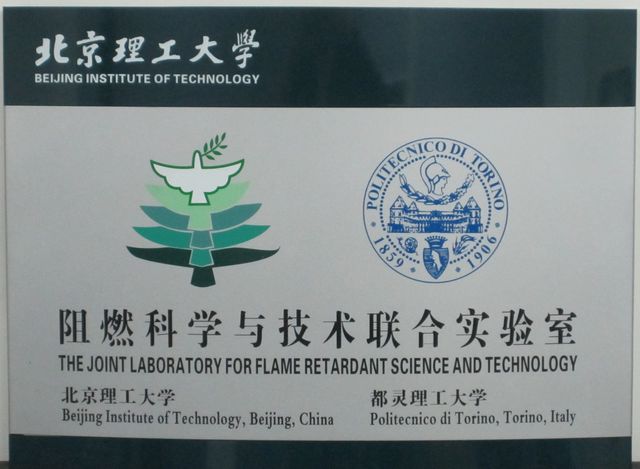 北京理工大學
BEIJING INSTITUTE OF TECHNOLOGY
POLITECNICO DI TORINO
1859 1906
阻燃科学与技术联合实验室
THE JOINT LABORATORY FOR FLAME RETARDANT SCIENCE AND TECHNOLOGY
北京理工大学
Beijing Institute of Technology, Beijing, China
都灵理工大学
Politecnico di Torino, Torino, Italy